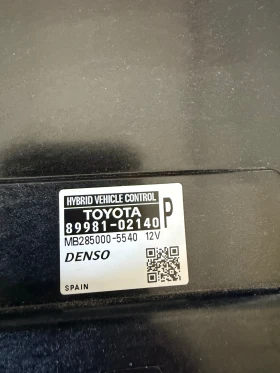 HYBRID VEHICLE CONTROL
TOYOTA
89981-02140 P
MB285000-5540 12V
DENSO
SPAIN